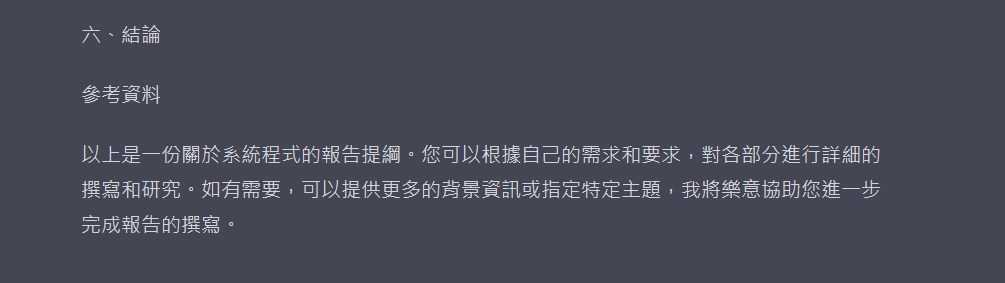 六、結論
參考資料
以上是一份關於系統程式的報告提綱。您可以根據自己的需求和要求，對各部分進行詳細的
撰寫和研究。如有需要，可以提供更多的背景資訊或指定特定主題，我將樂意協助您進一步
完成報告的撰寫。